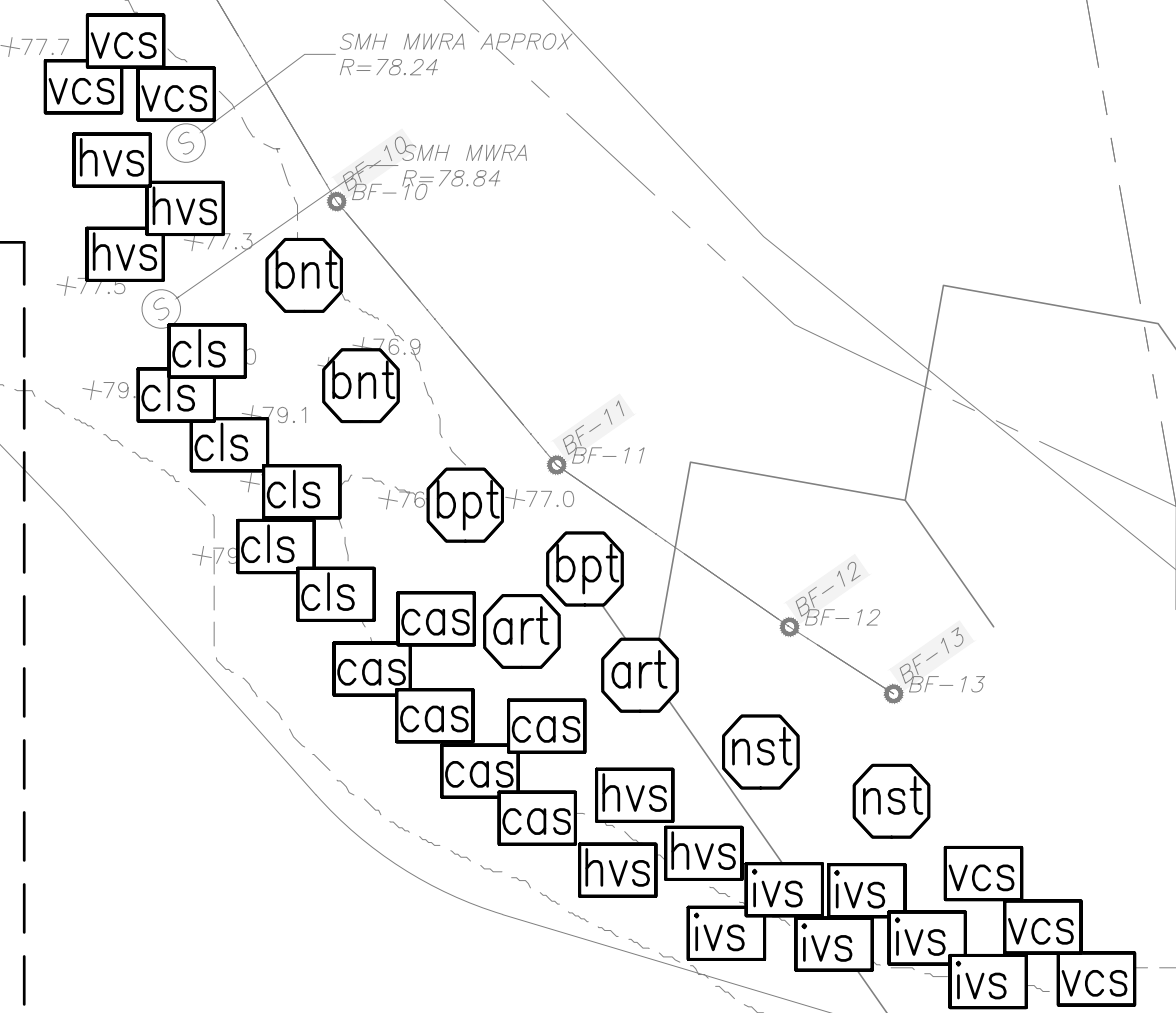 vcs
+77.7
SMH MWRA APPROX
R=78.24
vcs
vcs
S
hvs
BF-10
SMH MWRA
R=78.84
BF-10
hvs
hvs
+77.3
+77.5
S
bnt
cls
+76.9
bnt
cls
+79.1
BF-11
BF-11
cls
cls
bpt
+77.0
cls
bpt
cls
BF-12
BF-12
cas
art
cas
art
BF-13
BF-13
cas
cas
nst
cas
hvs
nst
cas
hvs
hvs
vcs
ivs
ivs
ivs
ivs
ivs
vcs
ivs
vcs